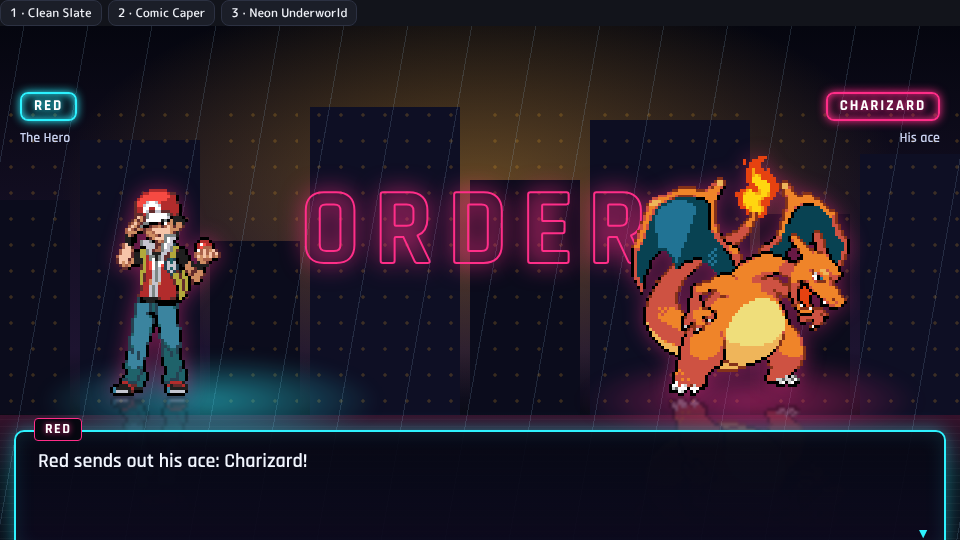 1 · Clean Slate
2 · Comic Caper
3 · Neon Underworld
RED
The Hero
CHARIZARD
His ace
ORDER
RED
Red sends out his ace: Charizard!